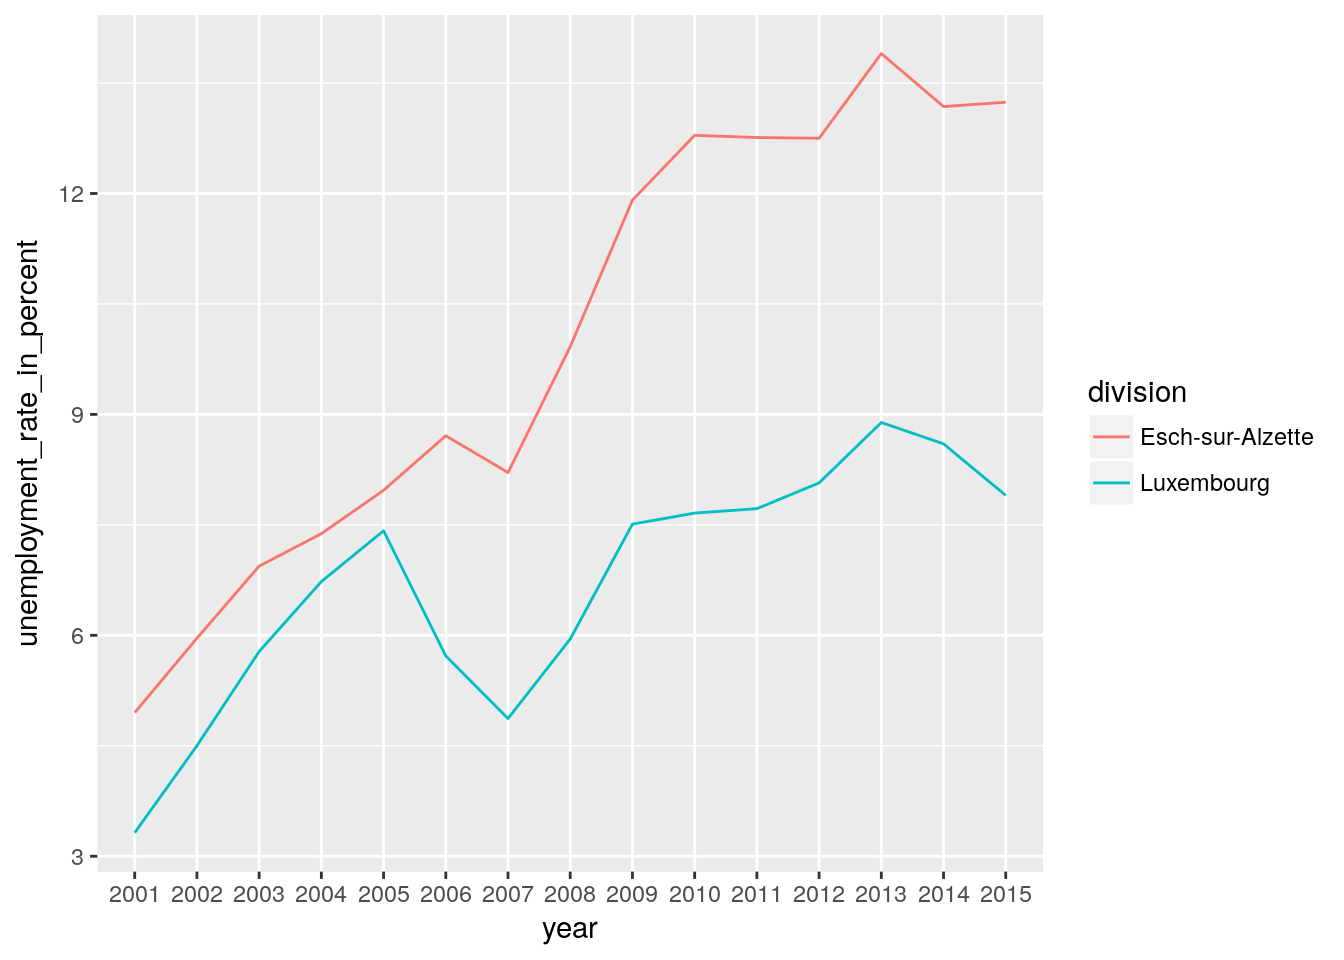 unemployment_rate_in_percent
12
9
6
3
2001 2002 2003 2004 2005 2006 2007 2008 2009 2010 2011 2012 2013 2014 2015
year
division
Esch-sur-Alzette
Luxembourg